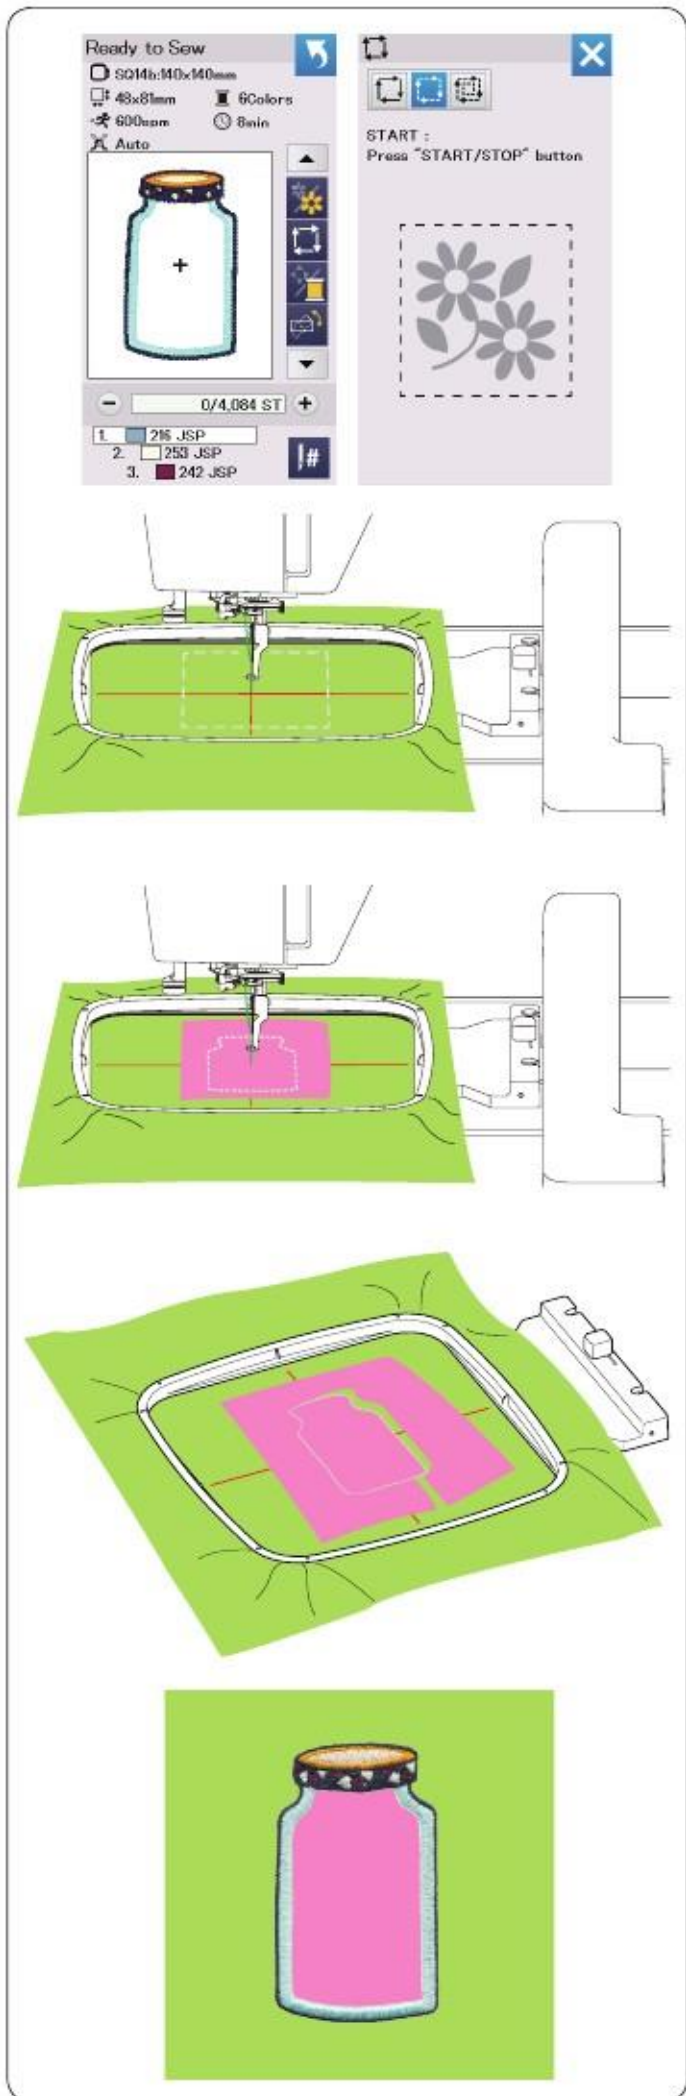 Ready to Sew
SQ14b:140x140mm
48x81mm 6Colors
600spm 8min
Auto
0/4,084 ST
1. 216 JSP
2. 253 JSP
3. 242 JSP
#
START :
Press "START/STOP" button